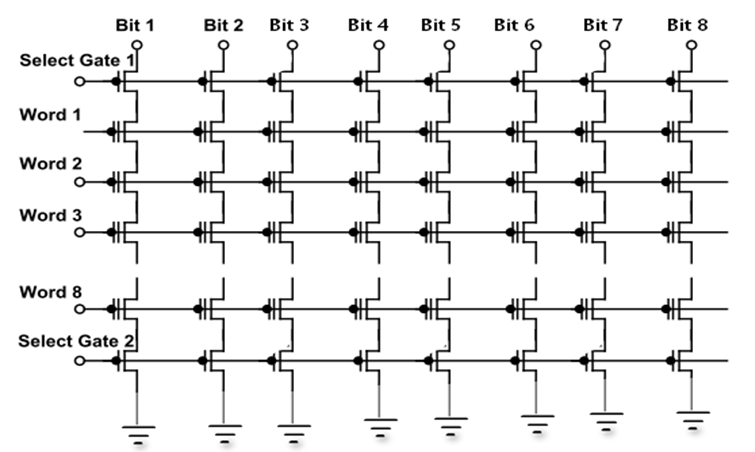 Bit 1 Bit 2 Bit 3 Bit 4 Bit 5 Bit 6 Bit 7 Bit 8
Select Gate 1
Word 1
Word 2
Word 3
Word 8
Select Gate 2